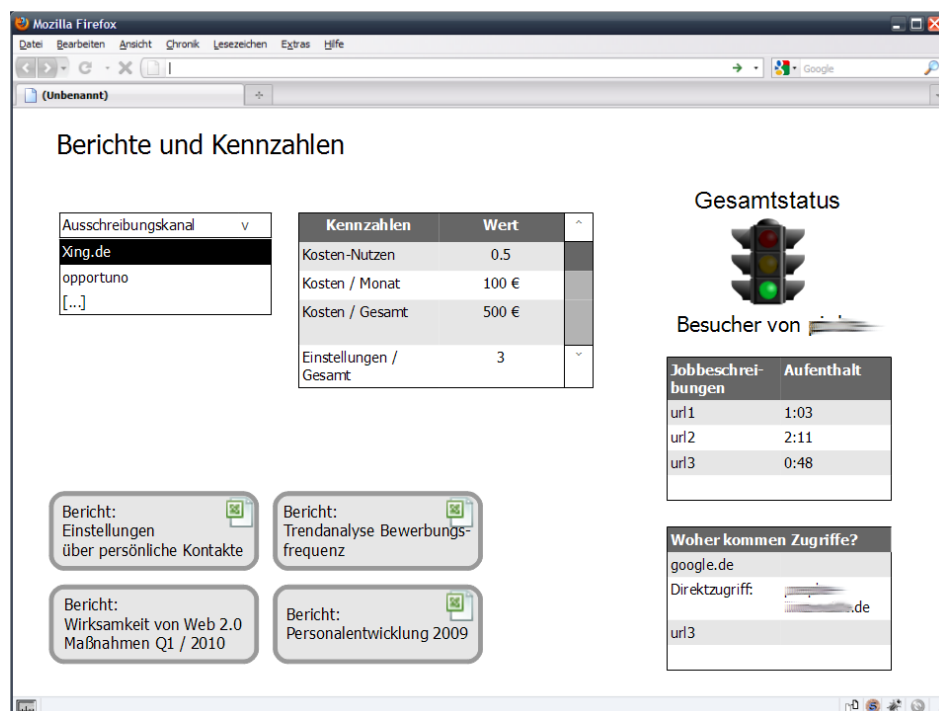 Mozilla Firefox
Datei Bearbeiten Ansicht Chronik Lesezeichen Extras Hilfe
Google
(Unbenannt)
Berichte und Kennzahlen
Ausschreibungskanal v
Xing.de
opportuno
[...]
Kennzahlen Wert
Kosten-Nutzen 0.5
Kosten / Monat 100 €
Kosten / Gesamt 500 €
Einstellungen / 3
Gesamt
Gesamtstatus
Besucher von
Jobbeschrei- Aufenthalt
bungen
url1 1:03
url2 2:11
url3 0:48
Bericht:
Einstellungen
über persönliche Kontakte
Bericht:
Trendanalyse Bewerbungs-
frequenz
Bericht:
Wirksamkeit von Web 2.0
Maßnahmen Q1 / 2010
Bericht:
Personalentwicklung 2009
Woher kommen Zugriffe?
google.de
Direktzugriff:
.de
url3